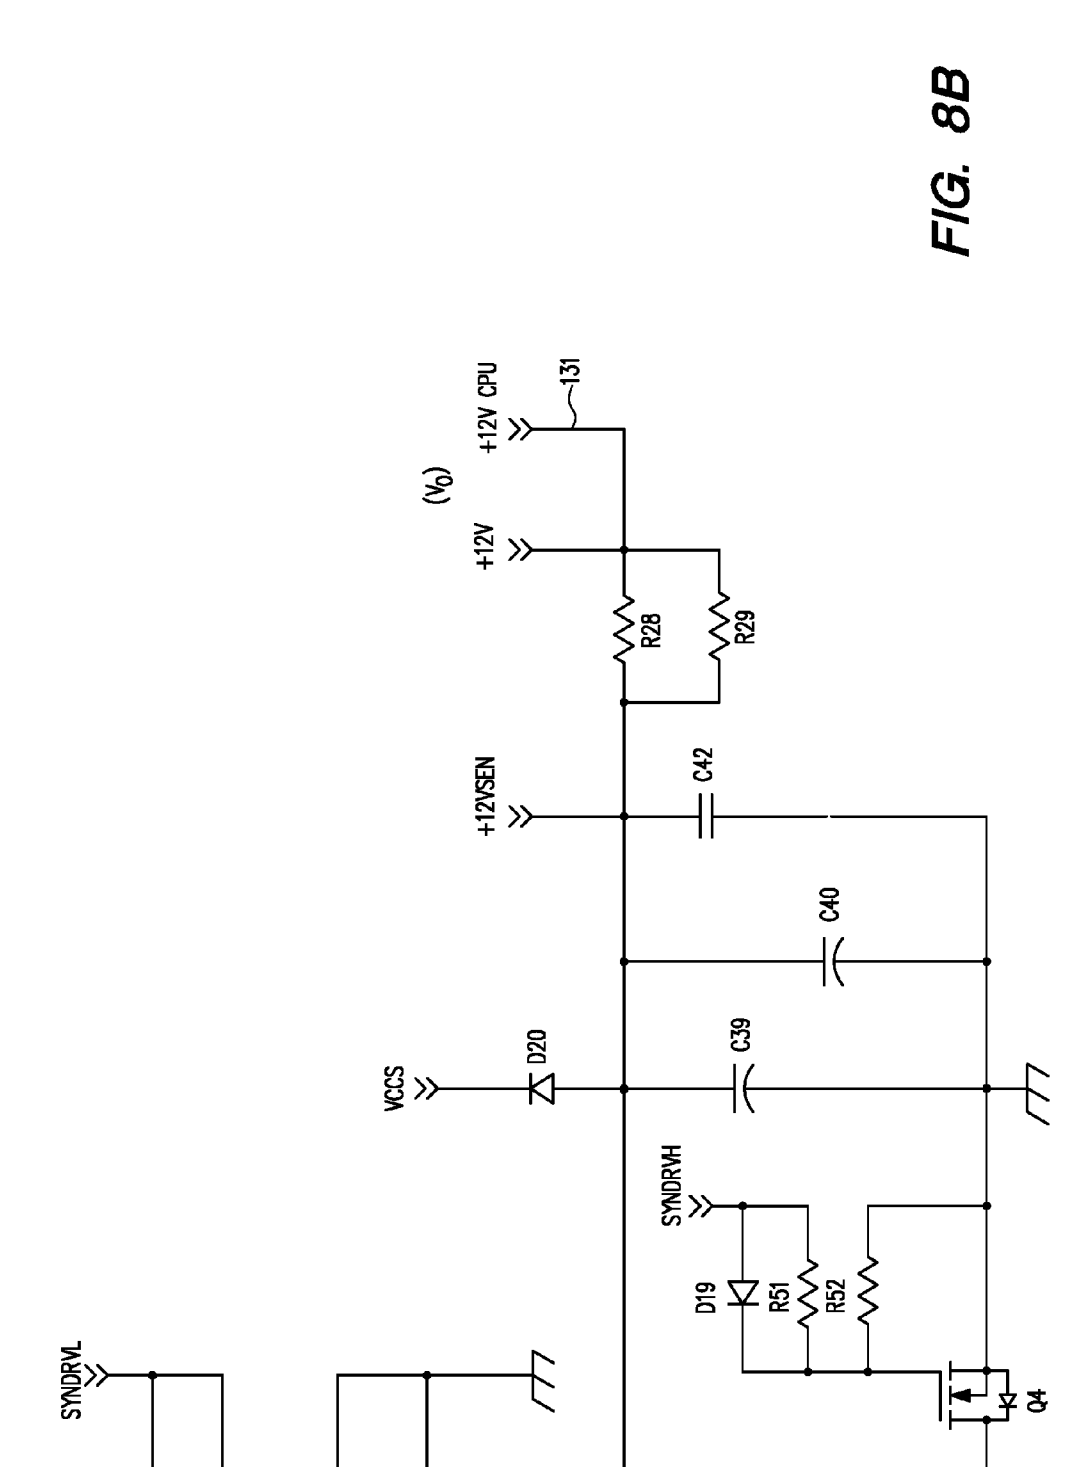 FIG. 8B
+12V CPU
131
(V0)
+12V
R28
R29
+12VSEN
C42
C40
D20
C39
VCCS
SYNDRVH
D19
R51
R52
SYNDRVL
Q4